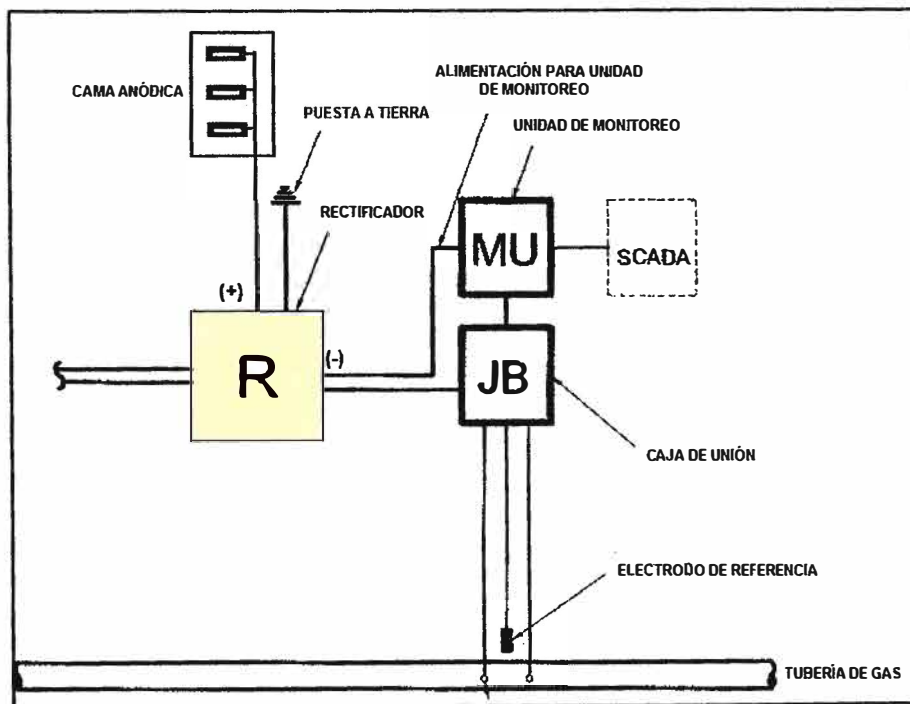 CAMA ANÓDICA
PUESTA A TIERRA
ALIMENTACIÓN PARA UNIDAD
DE MONITOREO
UNIDAD DE MONITOREO
RECTIFICADOR
MU
SCADA
(+)
(-)
R
JB
CAJA DE UNIÓN
ELECTRODO DE REFERENCIA
TUBERÍA DE GAS